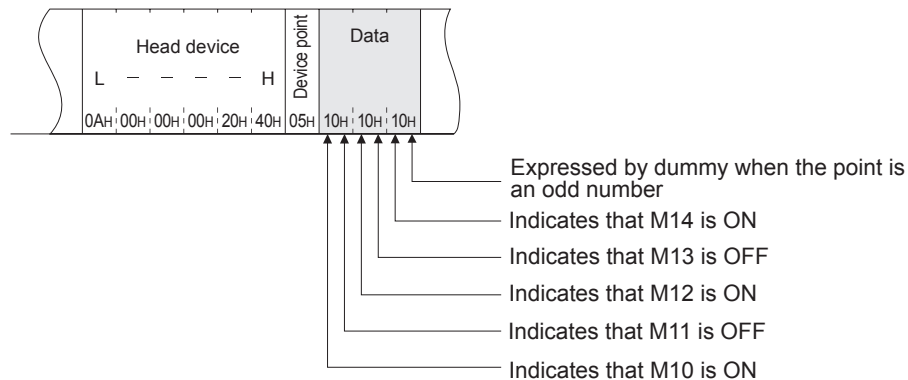 Head device
Device point
Data
L – – – – H
0AH 00H 00H 00H 20H 40H 05H 10H 10H 10H
Expressed by dummy when the point is
an odd number
Indicates that M14 is ON
Indicates that M13 is OFF
Indicates that M12 is ON
Indicates that M11 is OFF
Indicates that M10 is ON